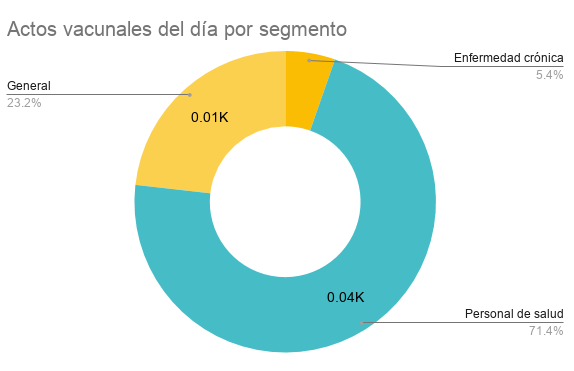 Actos vacunales del día por segmento
Enfermedad crónica
5.4%
General
23.2%
0.01K
0.04K
Personal de salud
71.4%